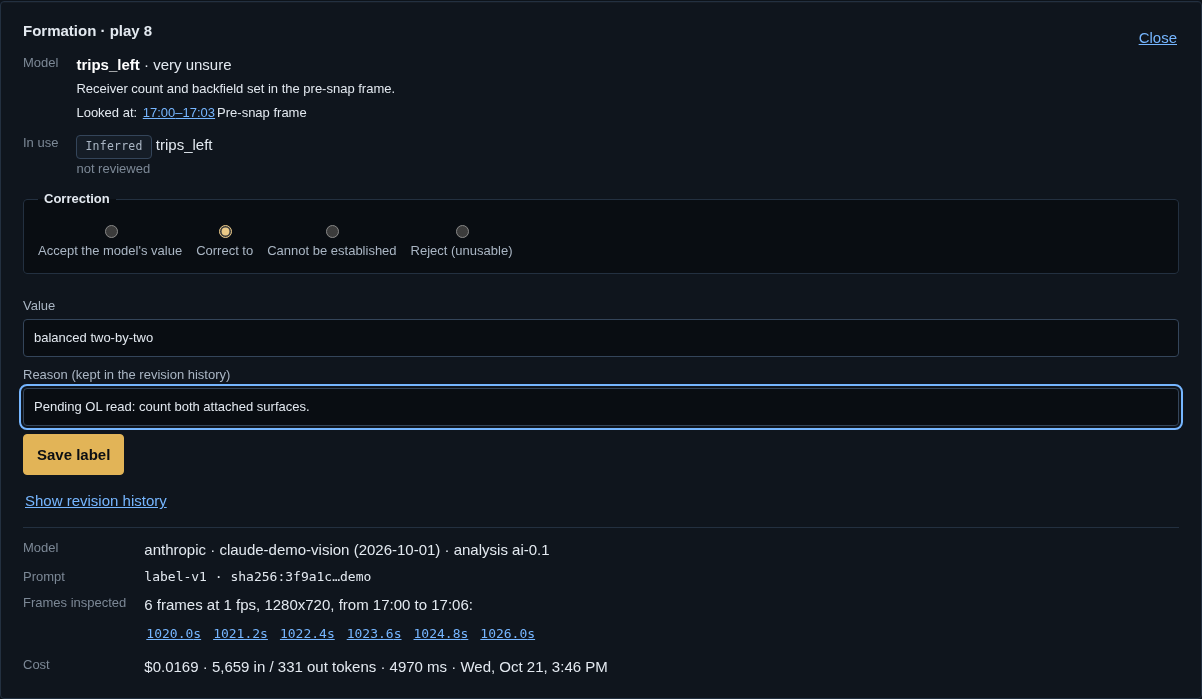 Formation · play 8
Close
Model
trips_left · very unsure
Receiver count and backfield set in the pre-snap frame.
Looked at: 17:00–17:03 Pre-snap frame
In use
Inferred trips_left
not reviewed
Correction
Accept the model's value
Correct to
Cannot be established
Reject (unusable)
Value
balanced two-by-two
Reason (kept in the revision history)
Pending OL read: count both attached surfaces.
Save label
Show revision history
Model
anthropic · claude-demo-vision (2026-10-01) · analysis ai-0.1
Prompt
label-v1 · sha256:3f9a1c…demo
Frames inspected
6 frames at 1 fps, 1280x720, from 17:00 to 17:06:
1020.0s 1021.2s 1022.4s 1023.6s 1024.8s 1026.0s
Cost
$0.0169 · 5,659 in / 331 out tokens · 4970 ms · Wed, Oct 21, 3:46 PM